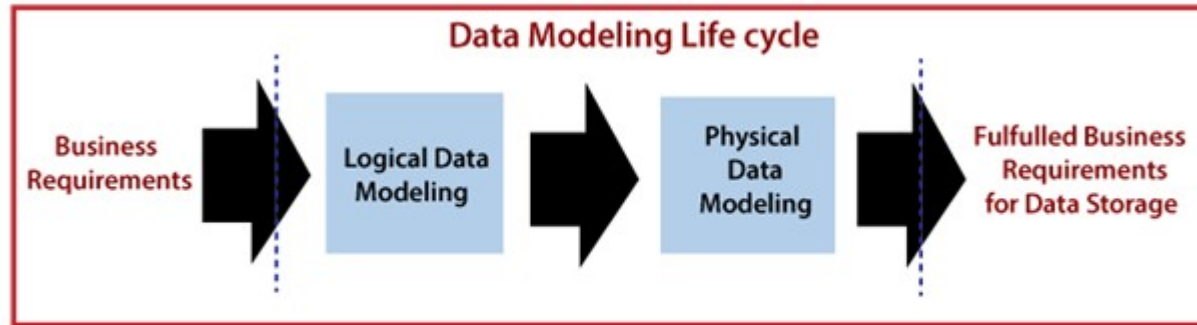 Data Modeling Life cycle
Business
Requirements
Logical Data
Modeling
Physical
Data
Modeling
Fulfulled Business
Requirements
for Data Storage